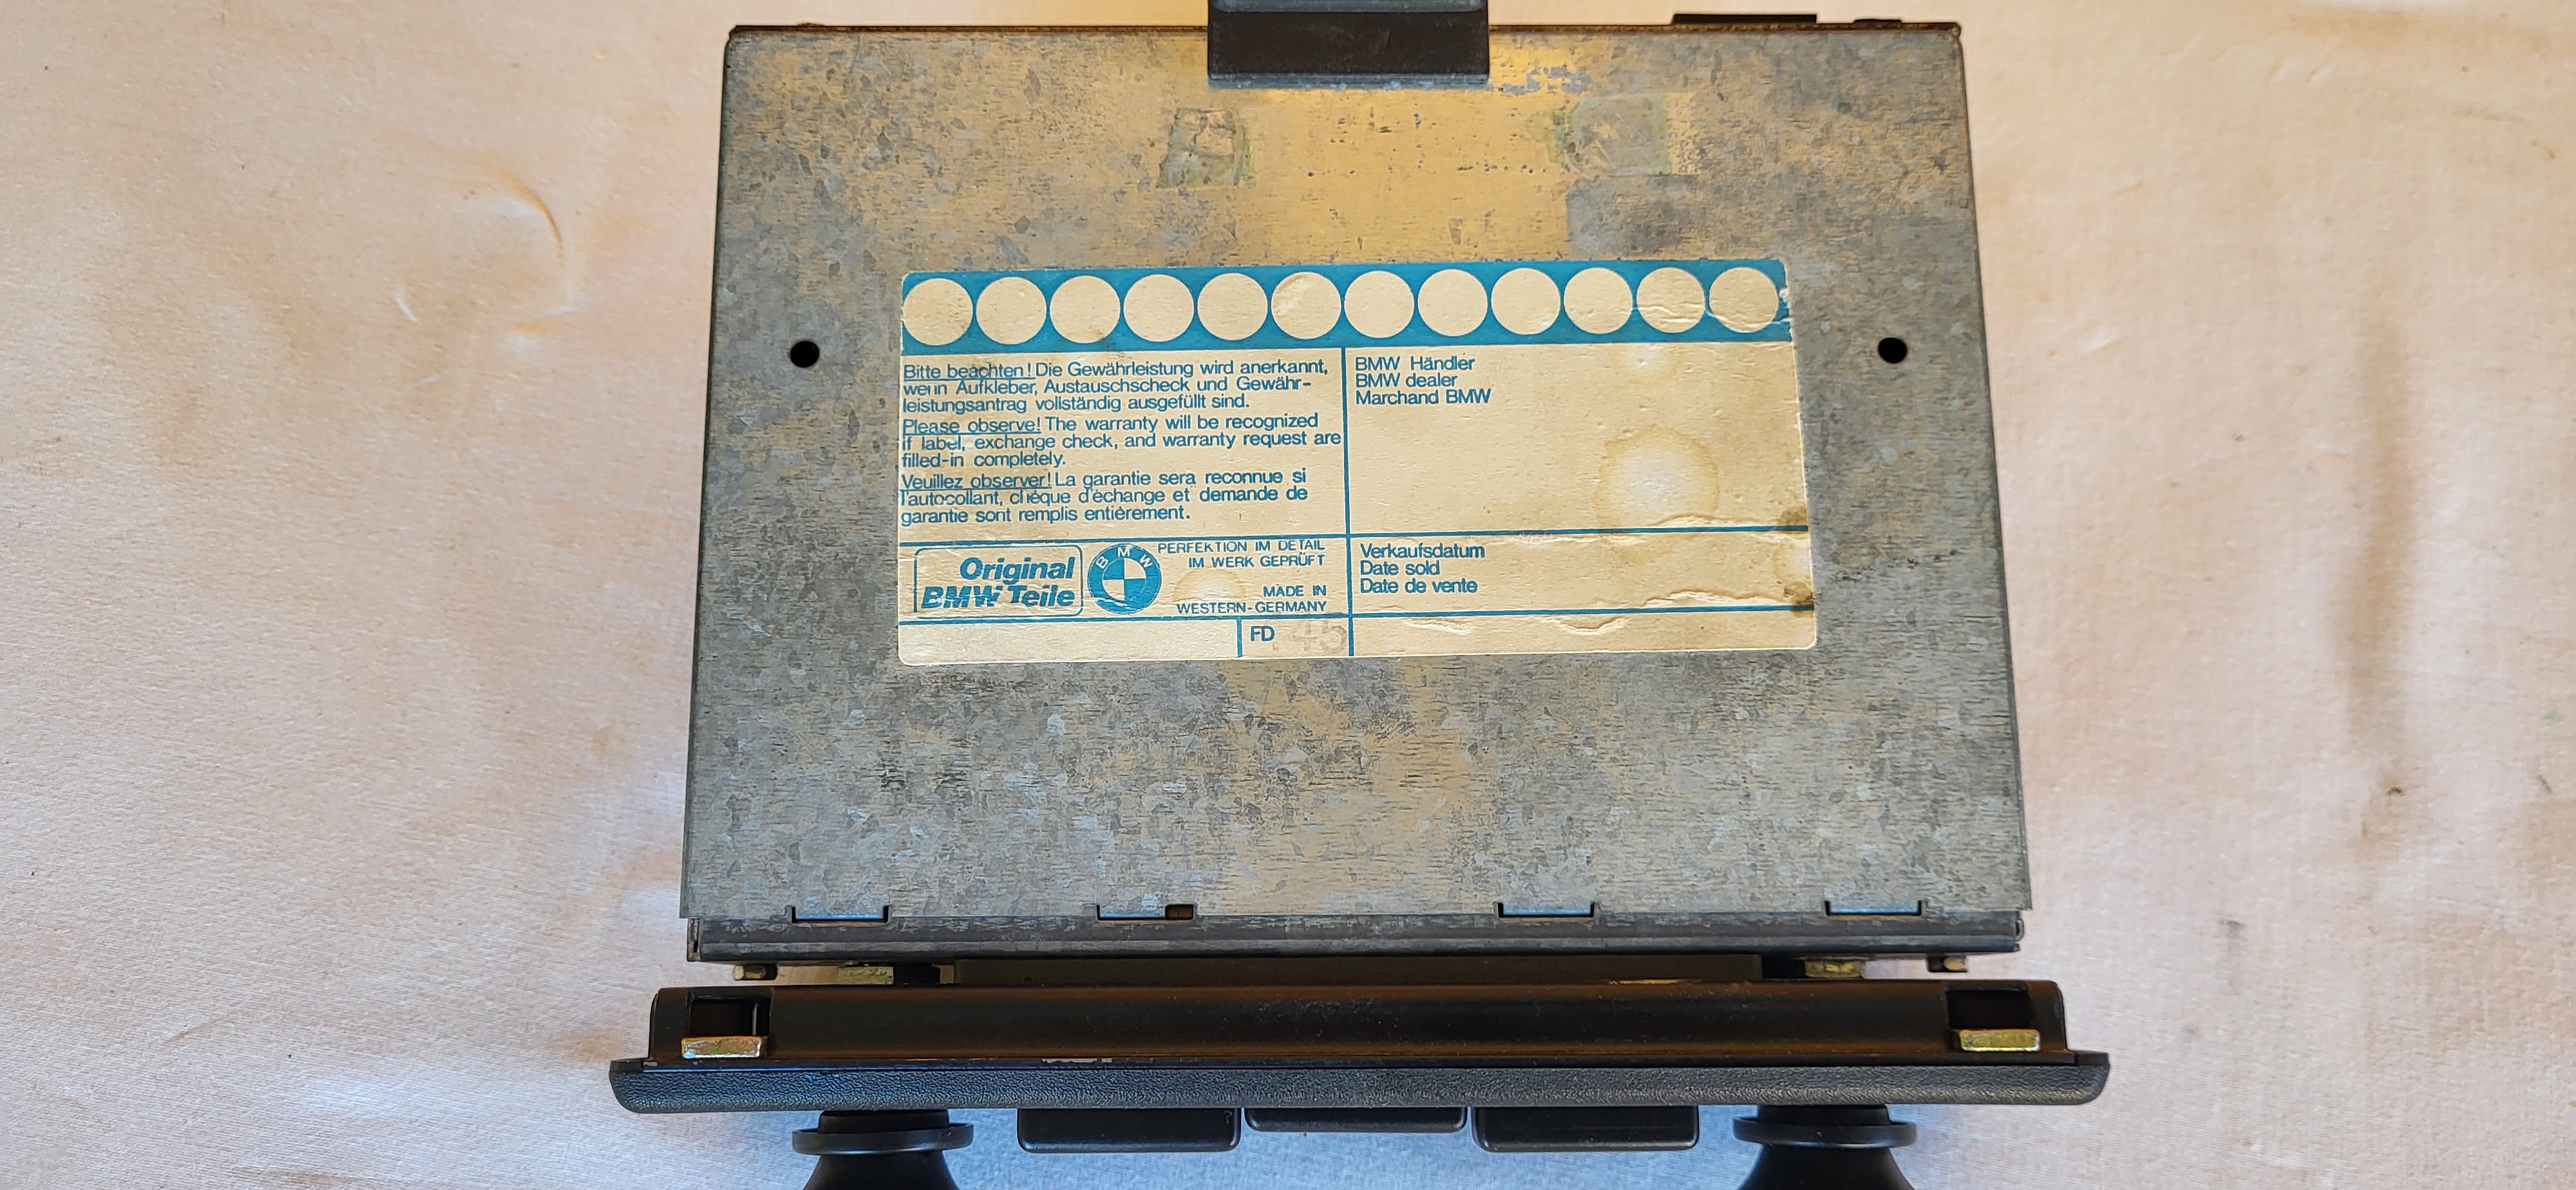 Bitte beachten! Die Gewährleistung wird anerkannt,
wenn Aufkleber, Austauschscheck und Gewähr-
leistungsantrag vollständig ausgefüllt sind.
Please observe! The warranty will be recognized
if label, exchange check, and warranty request are
filled-in completely.
Veuillez observer! La garantie sera reconnue si
l'autocollant, chèque d'échange et demande de
garantie sont remplis entièrement.
BMW Händler
BMW dealer
Marchand BMW
Original
BMW Teile
BMW
PERFEKTION IM DETAIL
IM WERK GEPRÜFT
MADE IN
WESTERN-GERMANY
Verkaufsdatum
Date sold
Date de vente
FD 45